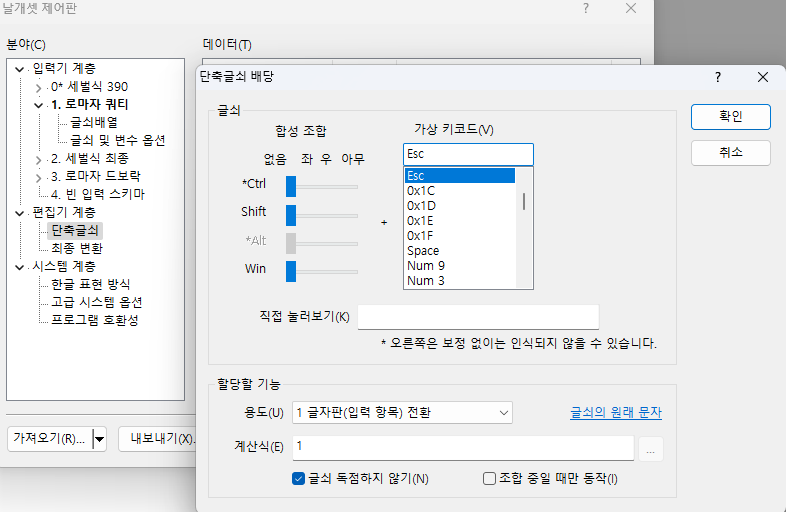 날개셋 제어판
분야(C)
데이터(T)
입력기 계층
0* 세벌식 390
1. 로마자 쿼티
글쇠배열
글쇠 및 변수 옵션
2. 세벌식 최종
3. 로마자 드보락
4. 빈 입력 스키마
편집기 계층
단축글쇠
최종 변환
시스템 계층
한글 표현 방식
고급 시스템 옵션
프로그램 호환성
가져오기(R)...
내보내기(X)...
단축글쇠 배당
글쇠
합성 조합
가상 키코드(V)
없음 좌 우 아무
*Ctrl
Shift
*Alt
Win
+
Esc
Esc
0x1C
0x1D
0x1E
0x1F
Space
Num 9
Num 3
직접 눌러보기(K)
* 오른쪽은 보정 없이는 인식되지 않을 수 있습니다.
할당할 기능
용도(U)
1 글자판(입력 항목) 전환
글쇠의 원래 문자
계산식(E)
1
...
글쇠 독점하지 않기(N)
조합 중일 때만 동작(I)
확인
취소